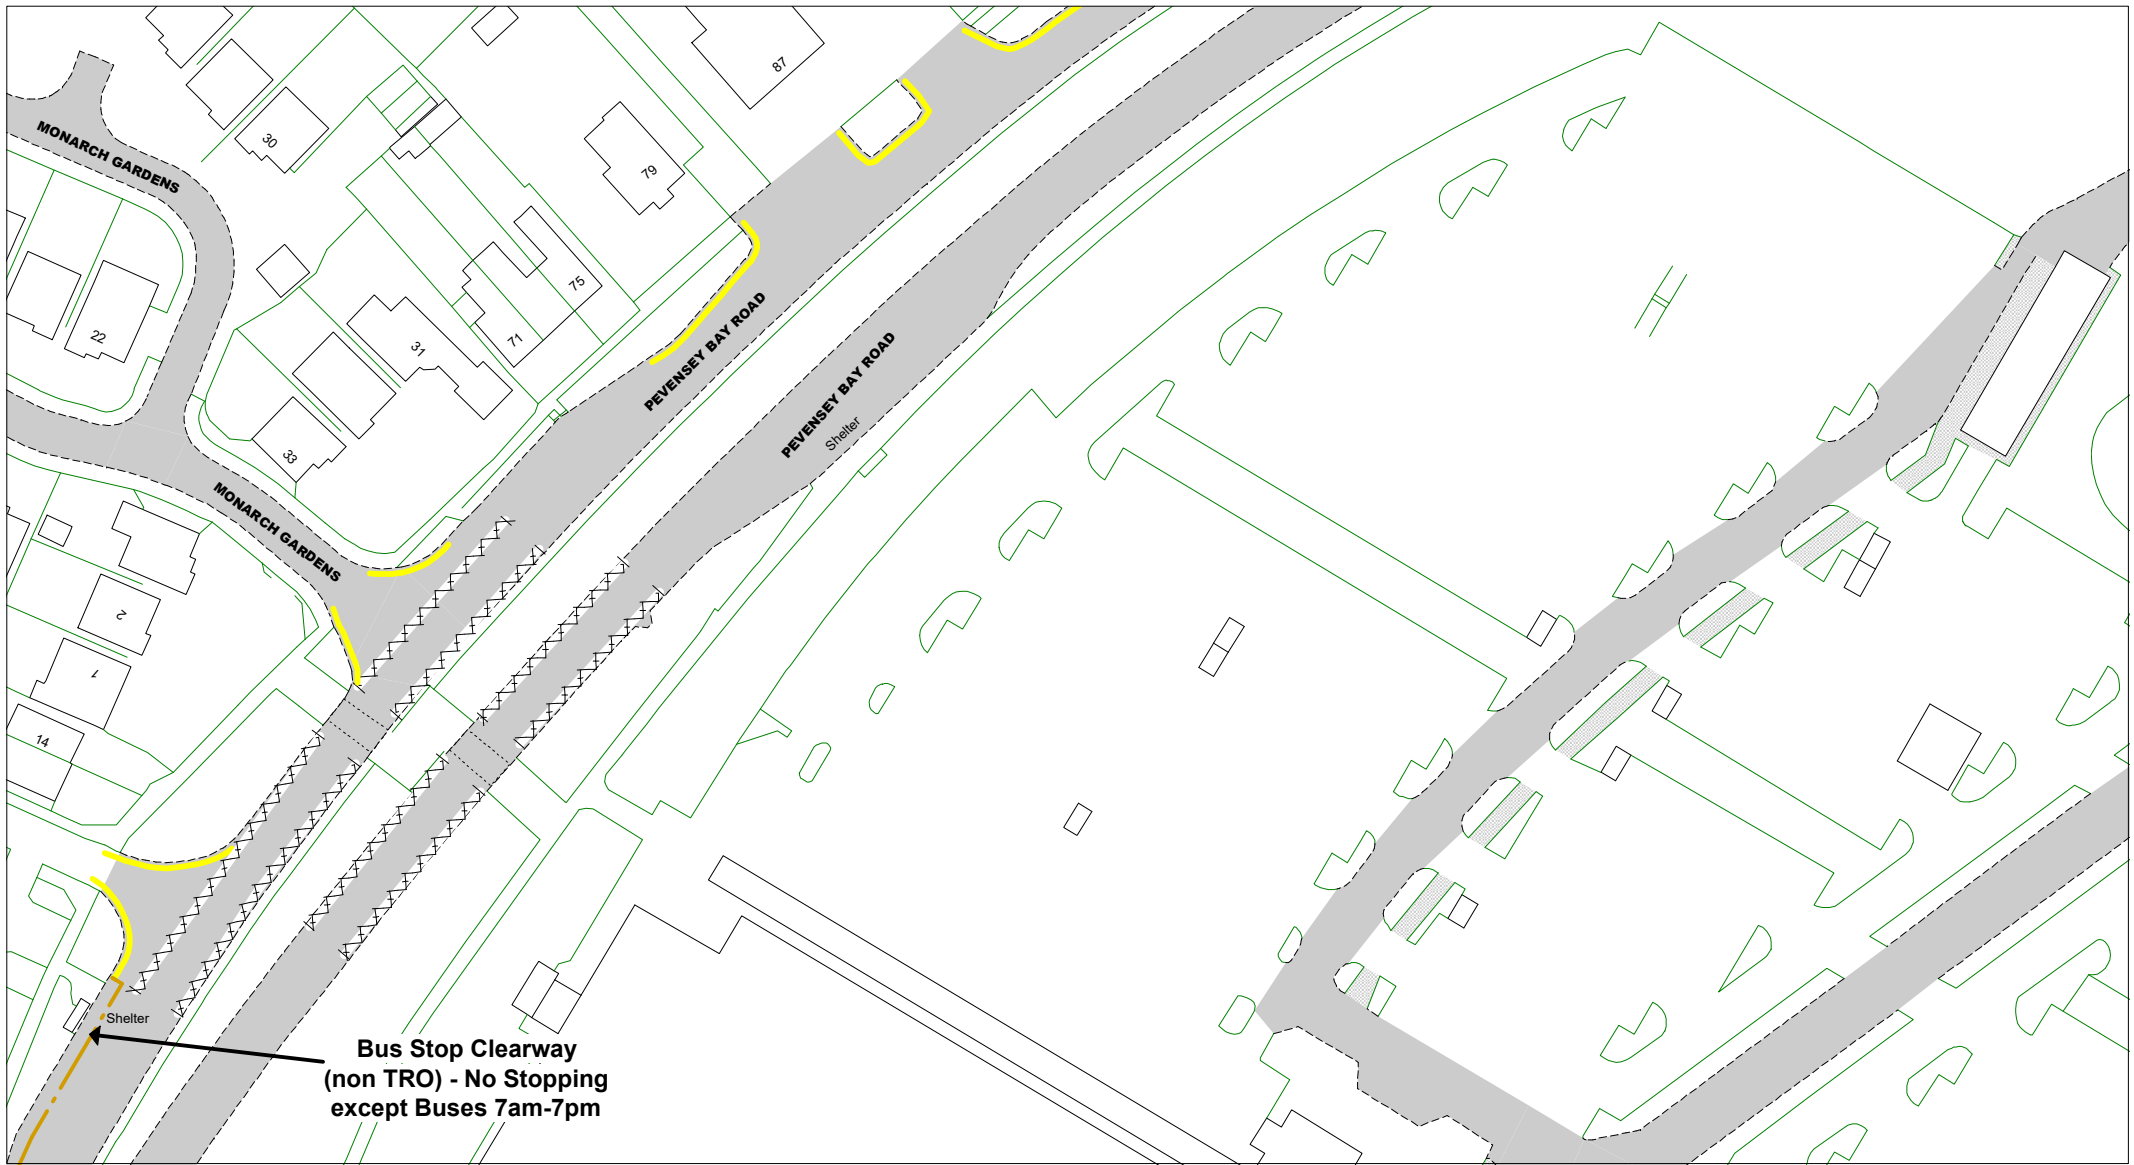 87
MONARCH GARDENS
30
79
75
22
71
31
PEVENSEY BAY ROAD
PEVENSEY BAY ROAD
Shelter
33
MONARCH GARDENS
2
1
14
Shelter
Bus Stop Clearway
(non TRO) - No Stopping
except Buses 7am-7pm